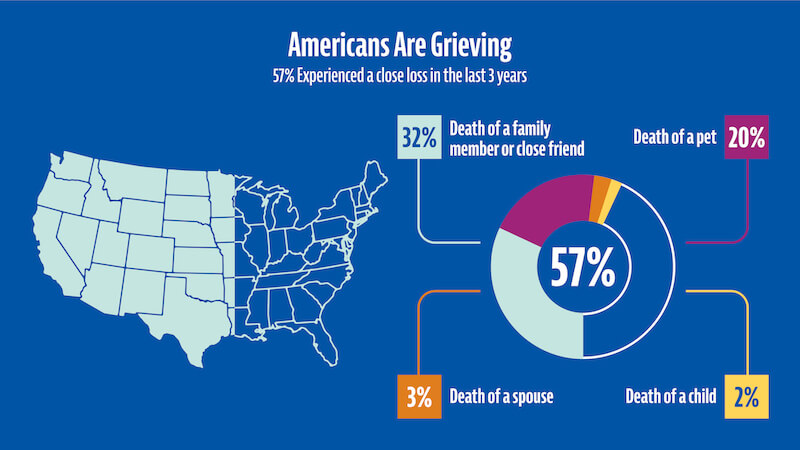 Americans Are Grieving
57% Experienced a close loss in the last 3 years
32%
Death of a family
member or close friend
Death of a pet
20%
57%
3%
Death of a spouse
Death of a child
2%